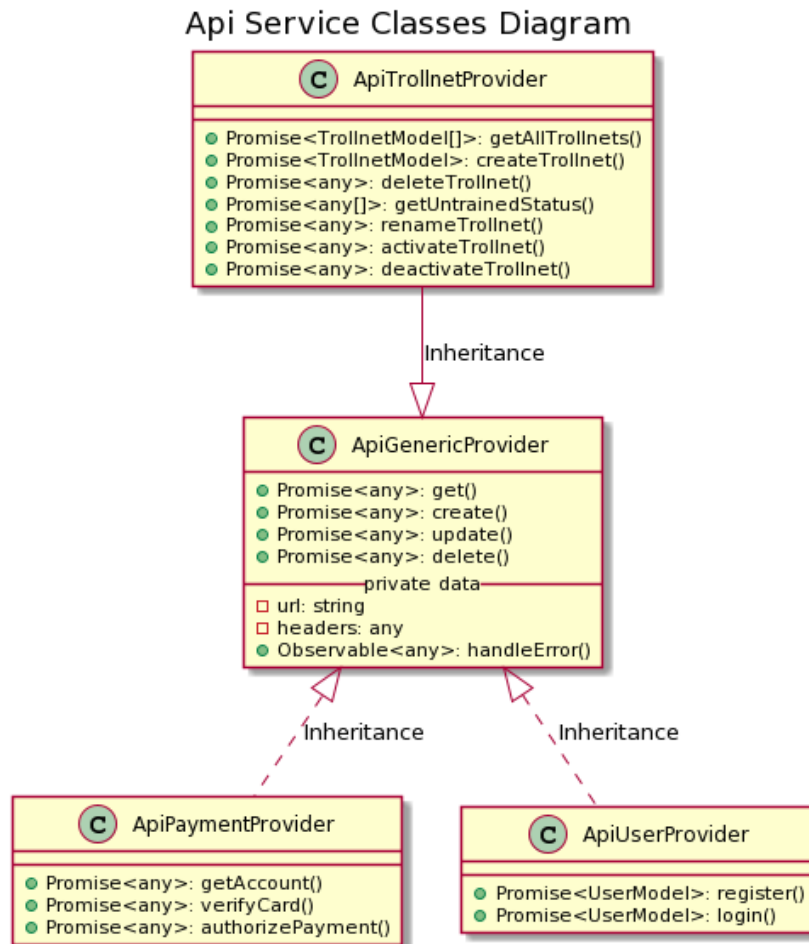 Api Service Classes Diagram
C ApiTrollnetProvider
Promise<TrollnetModel[]>: getAllTrollnets()
Promise<TrollnetModel>: createTrollnet()
Promise<any>: deleteTrollnet()
Promise<any[]>: getUntrainedStatus()
Promise<any>: renameTrollnet()
Promise<any>: activateTrollnet()
Promise<any>: deactivateTrollnet()
Inheritance
C ApiGenericProvider
Promise<any>: get()
Promise<any>: create()
Promise<any>: update()
Promise<any>: delete()
private data
url: string
headers: any
Observable<any>: handleError()
Inheritance
Inheritance
C ApiPaymentProvider
Promise<any>: getAccount()
Promise<any>: verifyCard()
Promise<any>: authorizePayment()
C ApiUserProvider
Promise<UserModel>: register()
Promise<UserModel>: login()